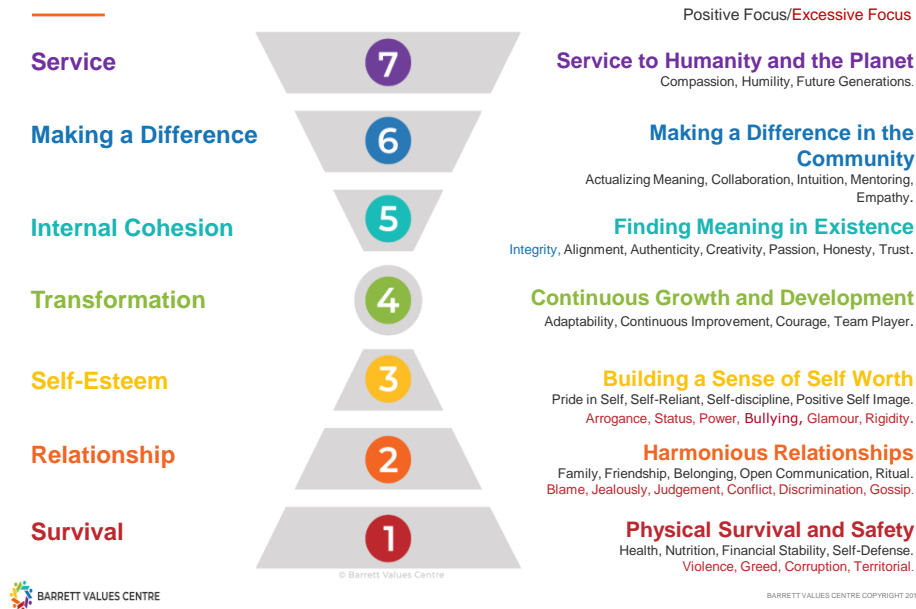 Positive Focus/Excessive Focus
Service
7
Service to Humanity and the Planet
Compassion, Humility, Future Generations.
Making a Difference
6
Making a Difference in the
Community
Actualizing Meaning, Collaboration, Intuition, Mentoring,
Empathy.
Internal Cohesion
5
Finding Meaning in Existence
Integrity, Alignment, Authenticity, Creativity, Passion, Honesty, Trust.
Transformation
4
Continuous Growth and Development
Adaptability, Continuous Improvement, Courage, Team Player.
Self-Esteem
3
Building a Sense of Self Worth
Pride in Self, Self-Reliant, Self-discipline, Positive Self Image.
Arrogance, Status, Power, Bullying, Glamour, Rigidity.
Relationship
2
Harmonious Relationships
Family, Friendship, Belonging, Open Communication, Ritual.
Blame, Jealously, Judgement, Conflict, Discrimination, Gossip.
Survival
1
Physical Survival and Safety
Health, Nutrition, Financial Stability, Self-Defense.
Violence, Greed, Corruption, Territorial.
© Barrett Values Centre
BARRETT VALUES CENTRE
BARRETT VALUES CENTRE COPYRIGHT 201